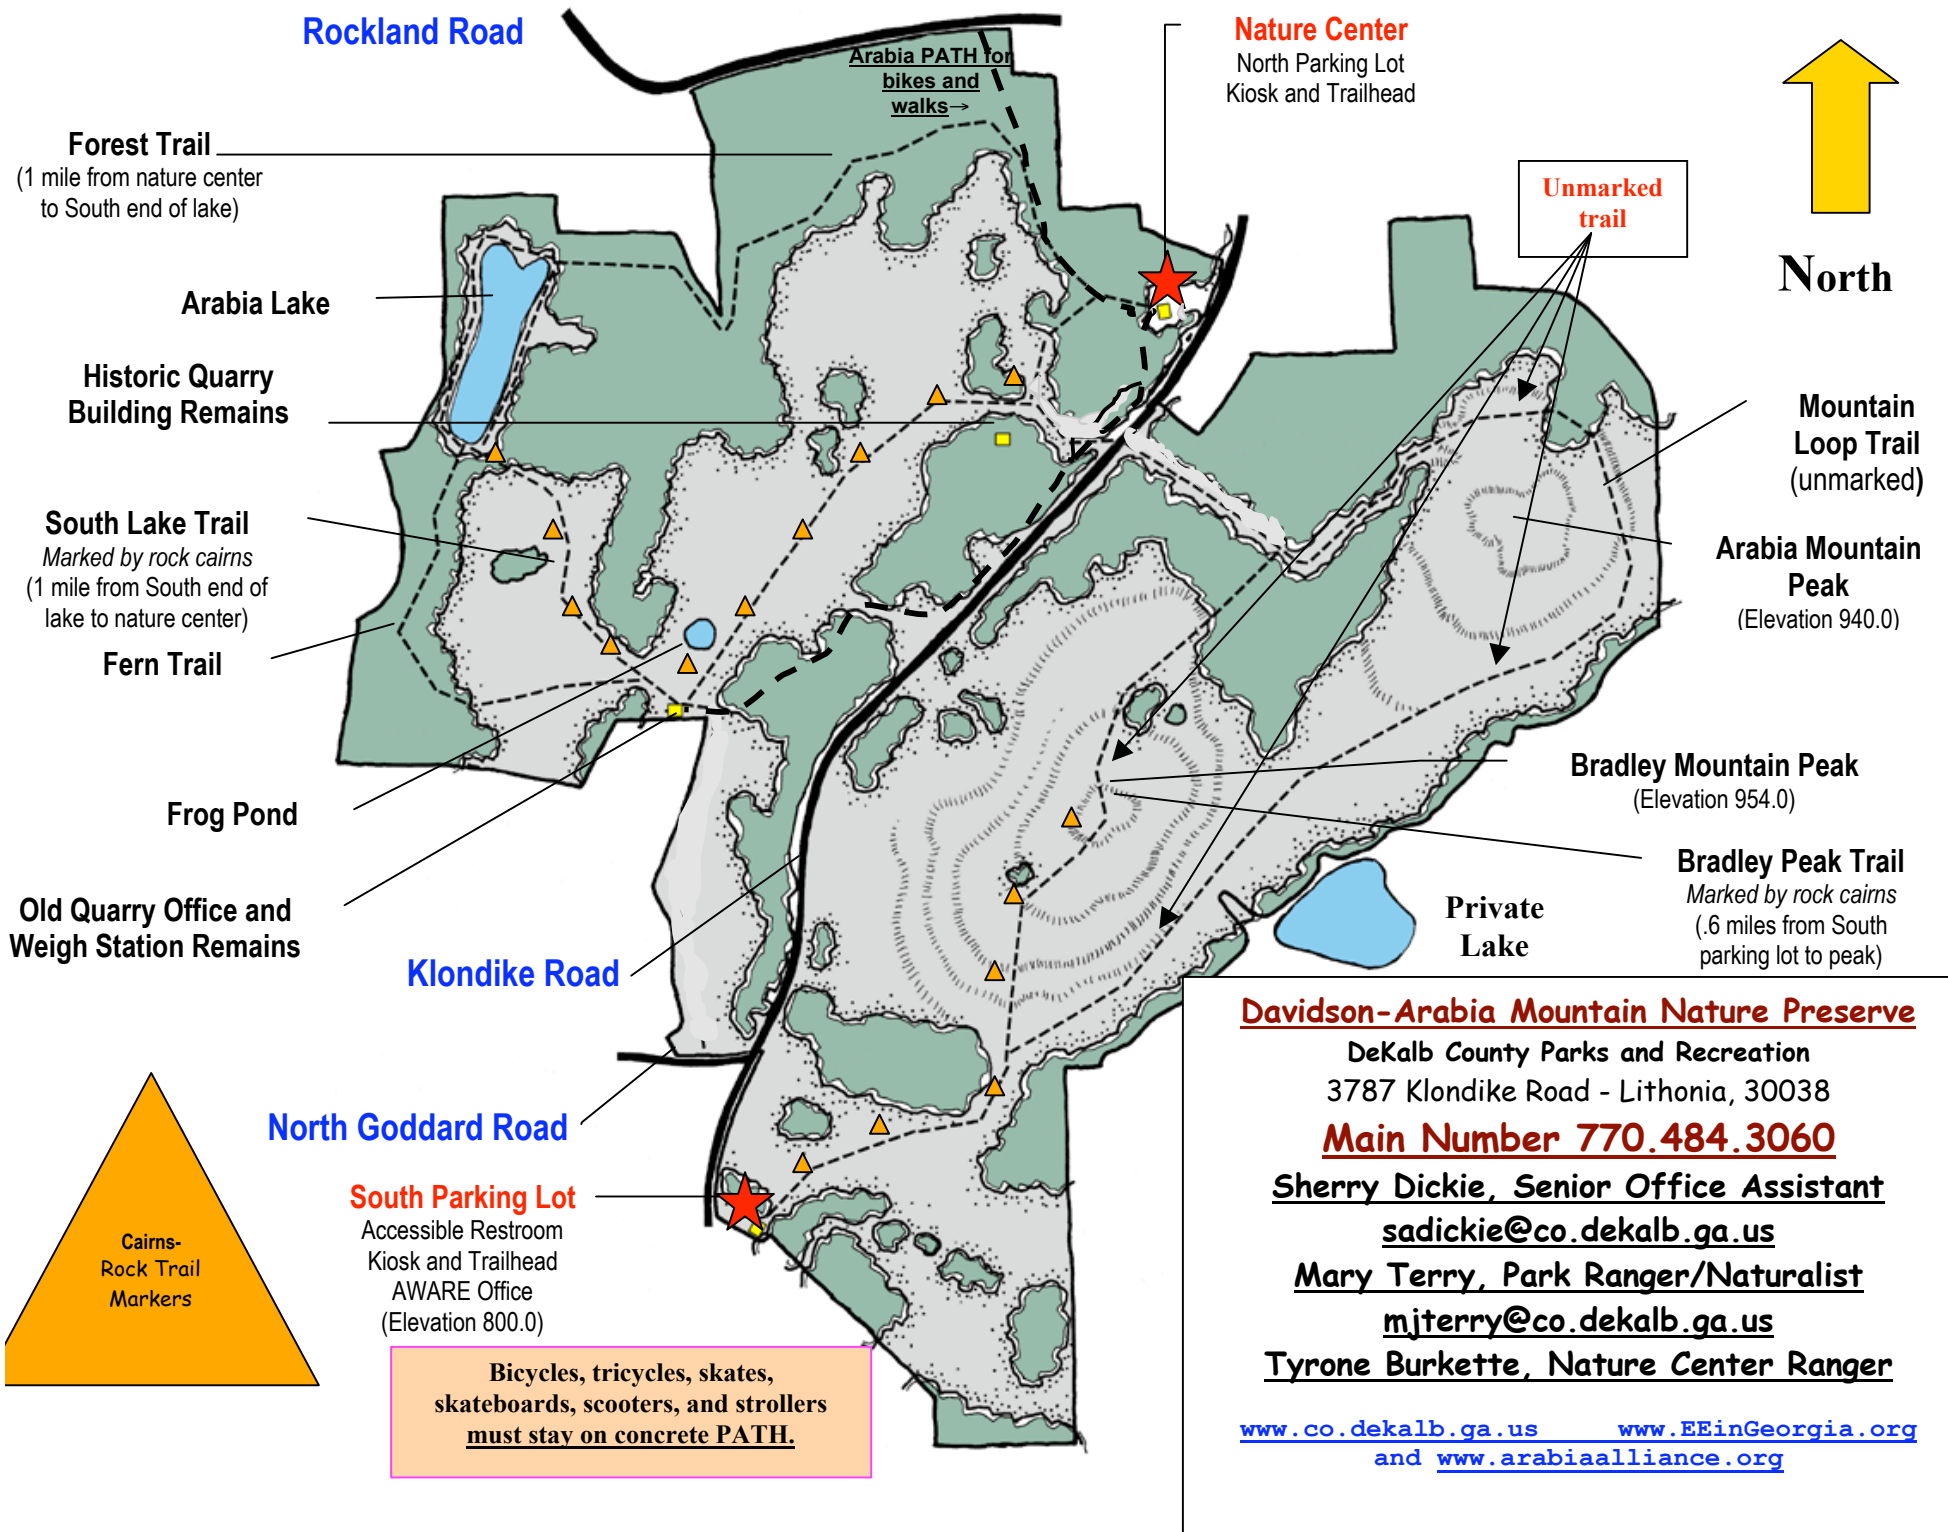 Rockland Road
Arabia PATH for
bikes and
walks→
Nature Center
North Parking Lot
Kiosk and Trailhead
Forest Trail
(1 mile from nature center
to South end of lake)
Unmarked
trail
North
Arabia Lake
Historic Quarry
Building Remains
Mountain
Loop Trail
(unmarked)
South Lake Trail
Marked by rock cairns
(1 mile from South end of
lake to nature center)
Arabia Mountain
Peak
(Elevation 940.0)
Fern Trail
Bradley Mountain Peak
(Elevation 954.0)
Frog Pond
Bradley Peak Trail
Marked by rock cairns
(.6 miles from South
parking lot to peak)
Old Quarry Office and
Weigh Station Remains
Private
Lake
Klondike Road
North Goddard Road
South Parking Lot
Accessible Restroom
Kiosk and Trailhead
AWARE Office
(Elevation 800.0)
Cairns-
Rock Trail
Markers
Bicycles, tricycles, skates,
skateboards, scooters, and strollers
must stay on concrete PATH.
Davidson-Arabia Mountain Nature Preserve
DeKalb County Parks and Recreation
3787 Klondike Road - Lithonia, 30038
Main Number 770.484.3060
Sherry Dickie, Senior Office Assistant
sadickie@co.dekalb.ga.us
Mary Terry, Park Ranger/Naturalist
mjterry@co.dekalb.ga.us
Tyrone Burkette, Nature Center Ranger
www.co.dekalb.ga.us www.EEinGeorgia.org
and www.arabiaalliance.org